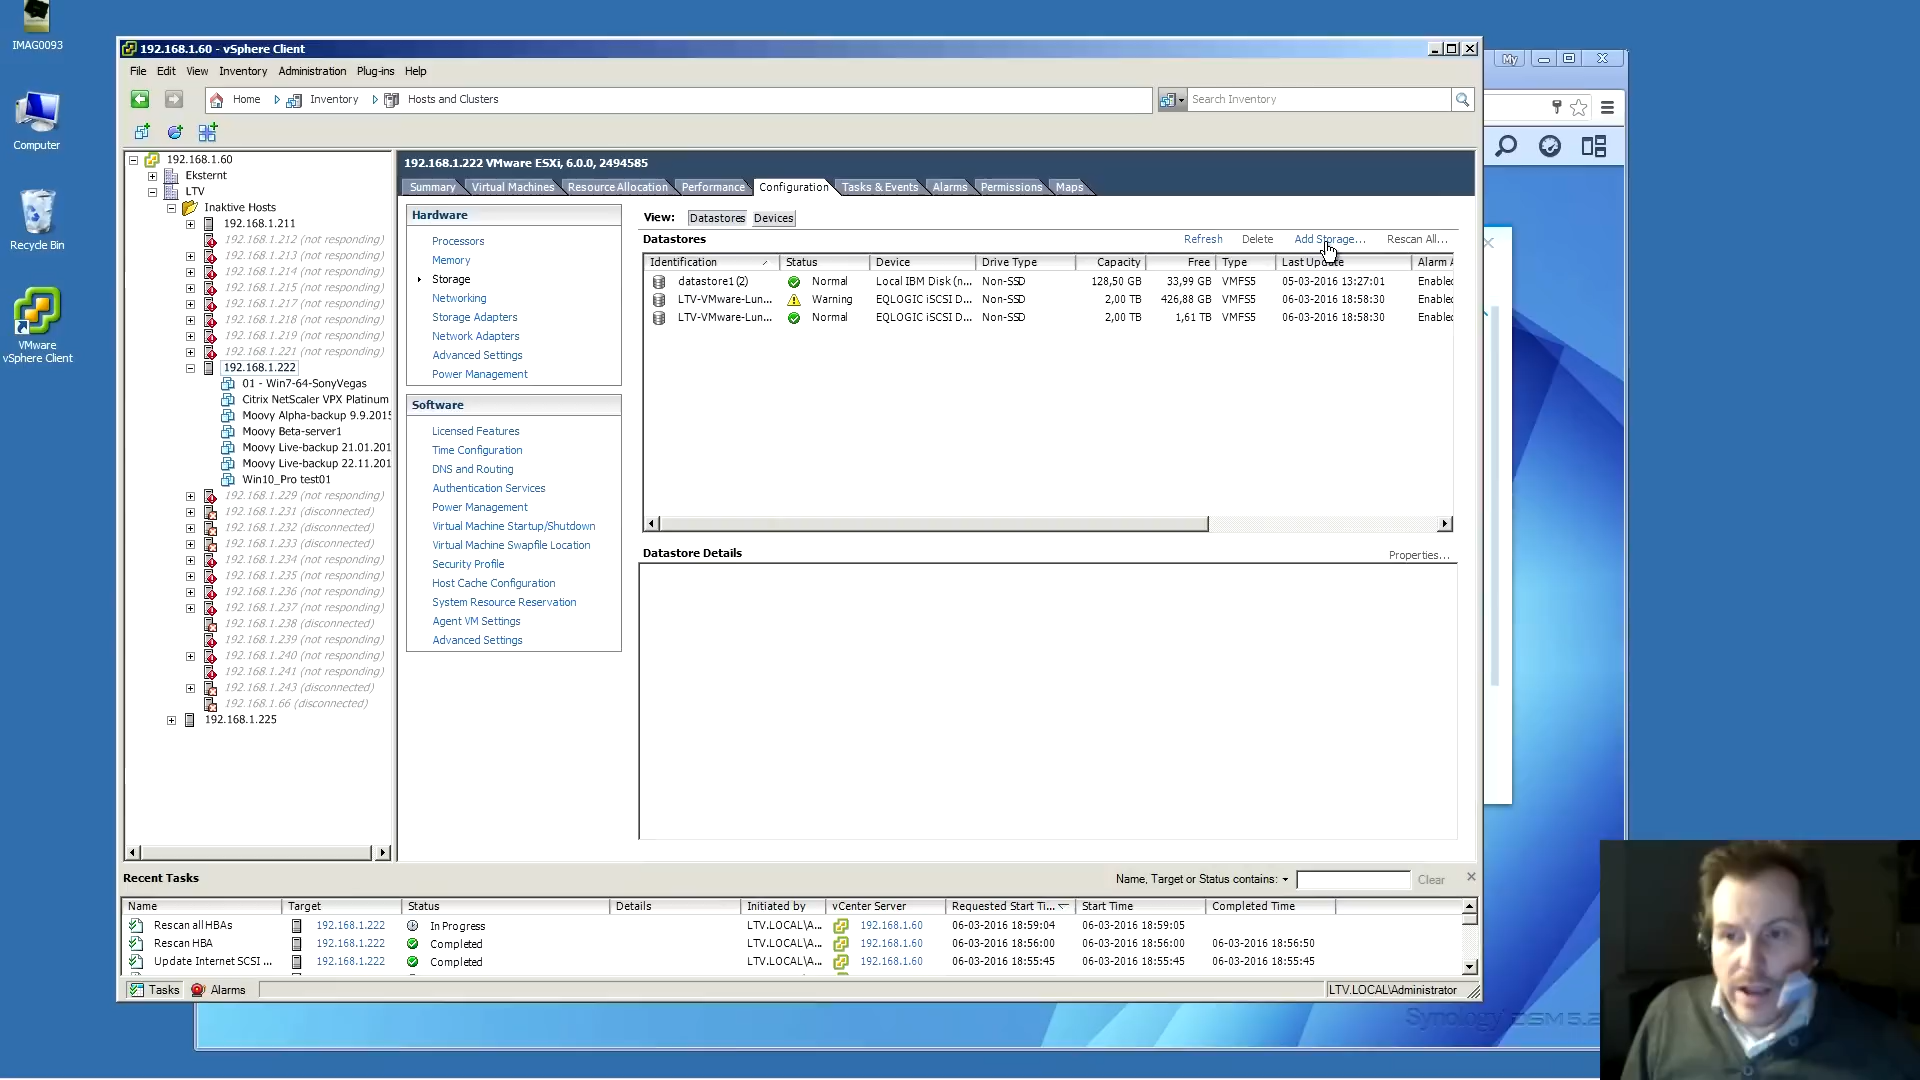 IMAG0093
192.168.1.60 - vSphere Client
My
File Edit View Inventory Administration Plug-ins Help
Home Inventory Hosts and Clusters
Search Inventory
Computer
Recycle Bin
VMware
vSphere Client
192.168.1.60
Eksternt
LTV
Inaktive Hosts
192.168.1.211
192.168.1.212 (not responding)
192.168.1.213 (not responding)
192.168.1.214 (not responding)
192.168.1.215 (not responding)
192.168.1.217 (not responding)
192.168.1.218 (not responding)
192.168.1.219 (not responding)
192.168.1.221 (not responding)
192.168.1.222
01 - Win7-64-SonyVegas
Citrix NetScaler VPX Platinum
Moovy Alpha-backup 9.9.2015
Moovy Beta-server1
Moovy Live-backup 21.01.201
Moovy Live-backup 22.11.201
Win10_Pro test01
192.168.1.229 (not responding)
192.168.1.231 (disconnected)
192.168.1.232 (disconnected)
192.168.1.233 (disconnected)
192.168.1.234 (not responding)
192.168.1.235 (not responding)
192.168.1.236 (not responding)
192.168.1.237 (not responding)
192.168.1.238 (disconnected)
192.168.1.239 (not responding)
192.168.1.240 (not responding)
192.168.1.241 (not responding)
192.168.1.243 (disconnected)
192.168.1.66 (disconnected)
192.168.1.225
192.168.1.222 VMware ESXi, 6.0.0, 2494585
Summary Virtual Machines Resource Allocation Performance Configuration Tasks & Events Alarms Permissions Maps
Hardware
Processors
Memory
Storage
Networking
Storage Adapters
Network Adapters
Advanced Settings
Power Management
Software
Licensed Features
Time Configuration
DNS and Routing
Authentication Services
Power Management
Virtual Machine Startup/Shutdown
Virtual Machine Swapfile Location
Security Profile
Host Cache Configuration
System Resource Reservation
Agent VM Settings
Advanced Settings
View: Datastores Devices
Datastores Refresh Delete Add Storage... Rescan All...
Identification Status Device Drive Type Capacity Free Type Last Update Alarm A
datastore1 (2) Normal Local IBM Disk (n... Non-SSD 128,50 GB 33,99 GB VMFS5 05-03-2016 13:27:01 Enabled
LTV-VMware-Lun... Warning EQLOGIC iSCSI D... Non-SSD 2,00 TB 426,88 GB VMFS5 06-03-2016 18:58:30 Enabled
LTV-VMware-Lun... Normal EQLOGIC iSCSI D... Non-SSD 2,00 TB 1,61 TB VMFS5 06-03-2016 18:58:30 Enabled
Datastore Details Properties...
Recent Tasks Name, Target or Status contains: Clear
Name Target Status Details Initiated by vCenter Server Requested Start Ti... Start Time Completed Time
Rescan all HBAs 192.168.1.222 In Progress LTV.LOCAL\A... 192.168.1.60 06-03-2016 18:59:04 06-03-2016 18:59:05
Rescan HBA 192.168.1.222 Completed LTV.LOCAL\A... 192.168.1.60 06-03-2016 18:56:00 06-03-2016 18:56:00 06-03-2016 18:56:50
Update Internet SCSI ... 192.168.1.222 Completed LTV.LOCAL\A... 192.168.1.60 06-03-2016 18:55:45 06-03-2016 18:55:45 06-03-2016 18:55:45
Tasks Alarms LTV.LOCAL\Administrator
Synology DSM 5.2